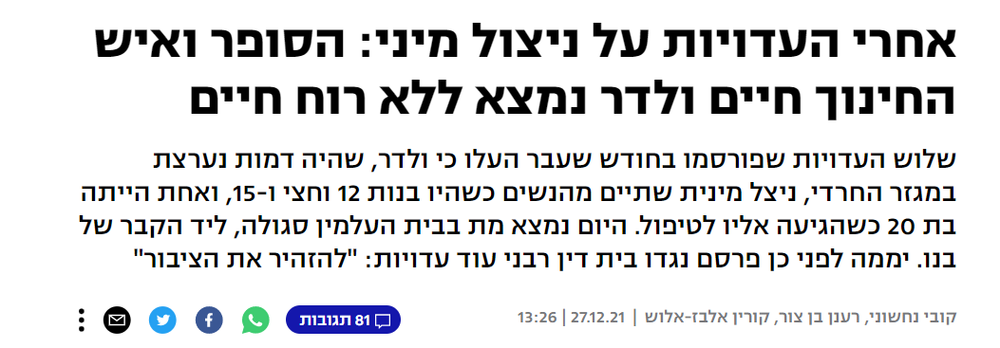 אחרי העדויות על ניצול מיני: הסופר ואיש
החינוך חיים ולדר נמצא ללא רוח חיים
שלוש העדויות שפורסמו בחודש שעבר העלו כי ולדר, שהיה דמות נערצת
במגזר החרדי, ניצל מינית שתיים מהנשים כשהיו בנות 12 וחצי ו-15, ואחת הייתה
בת 20 כשהגיעה אליו לטיפול. היום נמצא מת בבית העלמין סגולה, ליד הקבר של
בנו. יממה לפני כן פרסם נגדו בית דין רבני עוד עדויות: "להזהיר את הציבור"
קובי נחשוני, רענן בן צור, קורין אלבז-אלוש | 27.12.21 | 13:26
81 תגובות